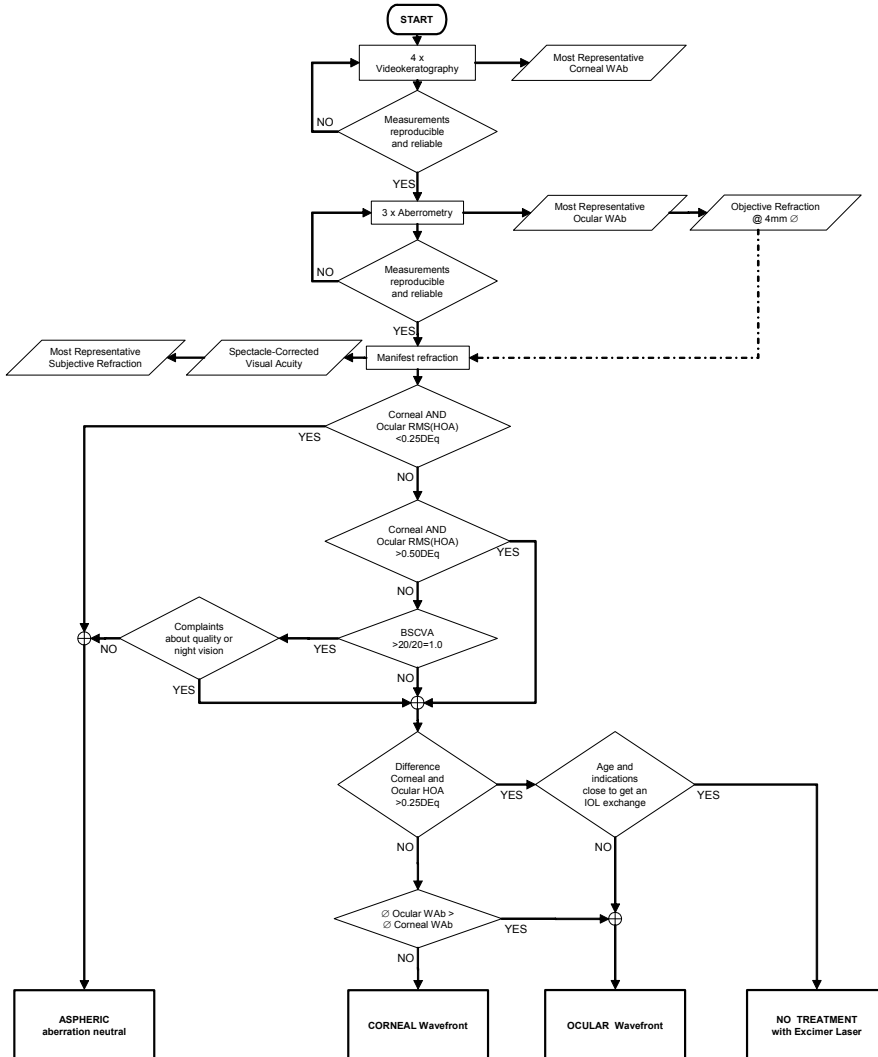 START
4 x
Videokeratography
Most Representative
Corneal WAb
NO
Measurements
reproducible
and reliable
YES
3 x Aberrometry
Most Representative
Ocular WAb
Objective Refraction
@ 4mm ∅
NO
Measurements
reproducible
and reliable
YES
Most Representative
Subjective Refraction
Spectacle-Corrected
Visual Acuity
Manifest refraction
Corneal AND
Ocular RMS(HOA)
<0.25DEq
YES
NO
Corneal AND
Ocular RMS(HOA)
>0.50DEq
YES
NO
Complaints
about quality or
night vision
NO
YES
BSCVA
>20/20=1.0
YES
NO
Difference
Corneal and
Ocular HOA
>0.25DEq
YES
Age and
indications
close to get an
IOL exchange
YES
NO
NO
∅ Ocular WAb >
∅ Corneal WAb
YES
NO
ASPHERIC
aberration neutral
CORNEAL Wavefront
OCULAR Wavefront
NO TREATMENT
with Excimer Laser